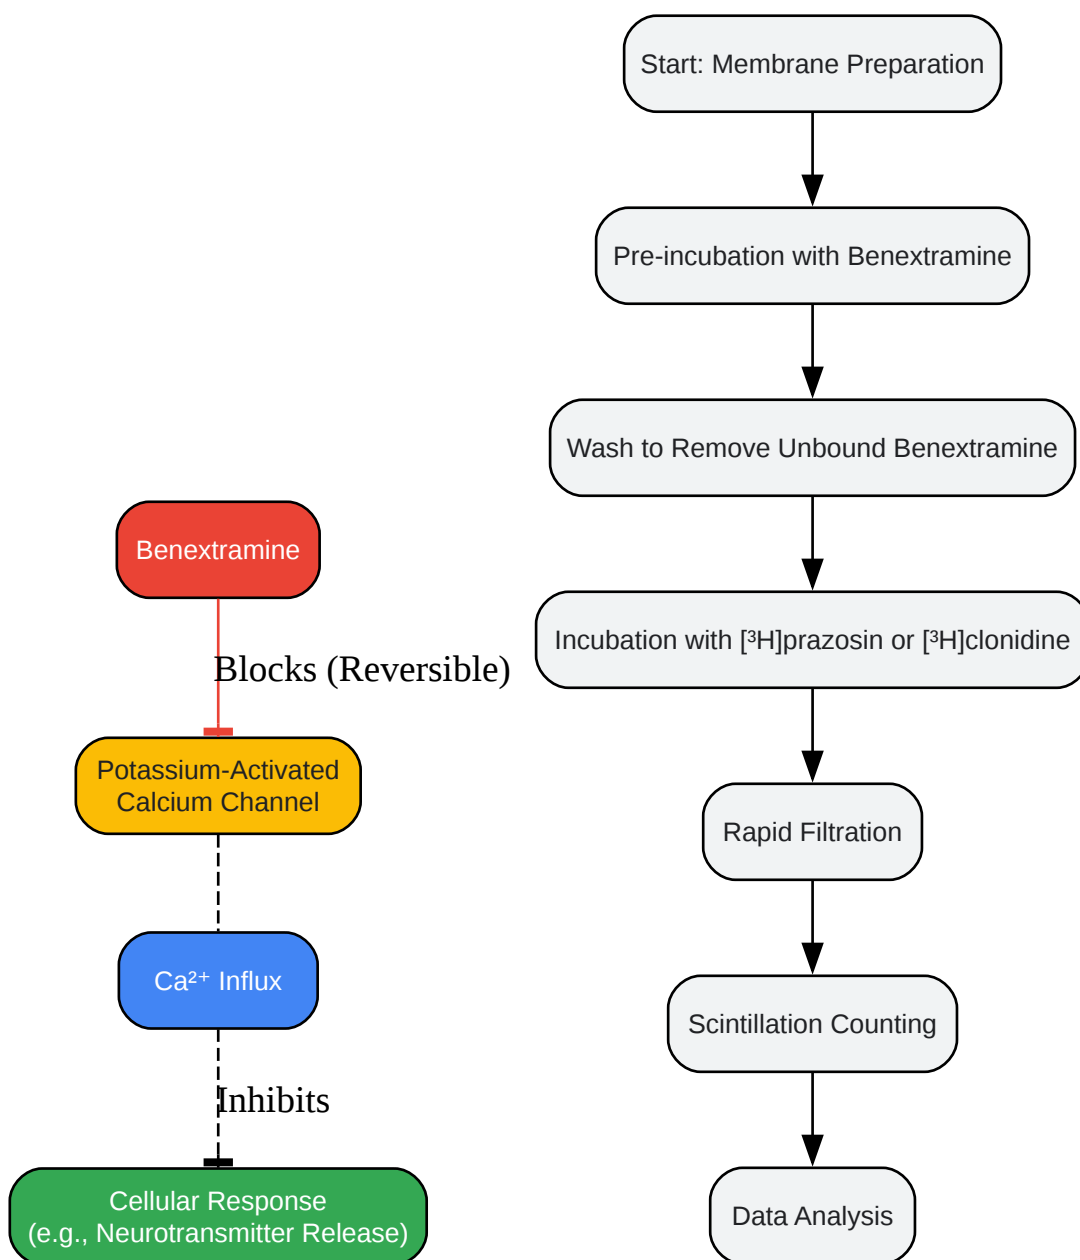 Start: Membrane Preparation
Pre-incubation with Benextramine
Wash to Remove Unbound Benextramine
Incubation with [³H]prazosin or [³H]clonidine
Rapid Filtration
Scintillation Counting
Data Analysis
Benextramine
Blocks (Reversible)
Potassium-Activated
Calcium Channel
Ca²⁺ Influx
Inhibits
Cellular Response
(e.g., Neurotransmitter Release)